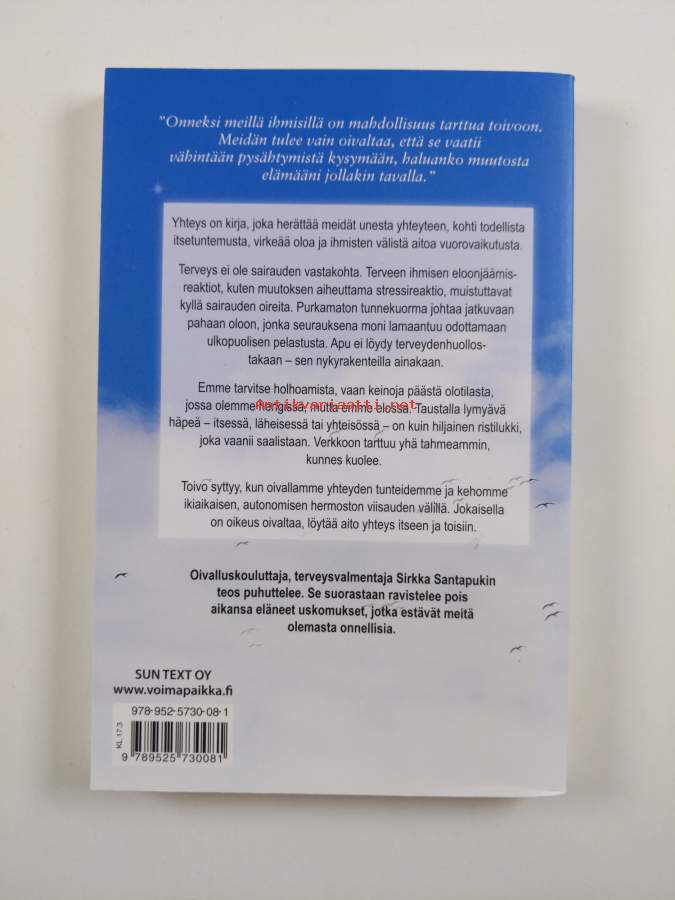 "Onneksi meillä ihmisillä on mahdollisuus tarttua toivoon.
Meidän tulee vain oivaltaa, että se vaatii
vähintään pysähtymistä kysymään, haluanko muutosta
elämääni jollakin tavalla."
Yhteys on kirja, joka herättää meidät unesta yhteyteen, kohti todellista
itsetuntemusta, virkeää oloa ja ihmisten välistä aitoa vuorovaikutusta.
Terveys ei ole sairauden vastakohta. Terveen ihmisen eloonjäämis-
reaktiot, kuten muutoksen aiheuttama stressireaktio, muistuttavat
kyllä sairauden oireita. Purkamaton tunnekuorma johtaa jatkuvaan
pahaan oloon, jonka seurauksena moni lamaantuu odottamaan
ulkopuolisen pelastusta. Apu ei löydy terveydenhuollos-
takaan – sen nykyrakenteilla ainakaan.
Emme tarvitse holhoamista, vaan keinoja päästä olotilasta,
jossa olemme hengissä, mutta emme elossa. Taustalla lymyävä
Antikvariaatti.net
häpeä – itsessä, läheisessä tai yhteisössä – on kuin hiljainen ristilukki,
joka vaanii saalistaan. Verkkoon tarttuu yhä tahmeammin,
kunnes kuolee.
Toivo syttyy, kun oivallamme yhteyden tunteidemme ja kehomme
ikiaikaisen, autonomisen hermoston viisauden välillä. Jokaisella
on oikeus oivaltaa, löytää aito yhteys itseen ja toisiin.
Oivalluskouluttaja, terveysvalmentaja Sirkka Santapukin
teos puhuttelee. Se suorastaan ravistelee pois
aikansa eläneet uskomukset, jotka estävät meitä
olemasta onnellisia.
SUN TEXT OY
www.voimapaikka.fi
978-952-5730-08-1
KL 17.3
9 789525 730081